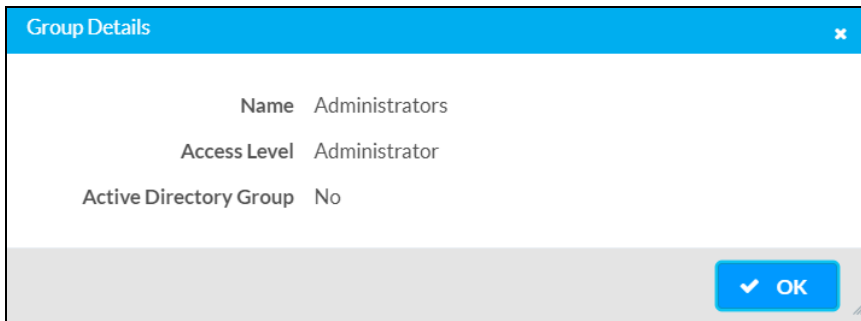 Group Details
Name Administrators
Access Level Administrator
Active Directory Group No
OK